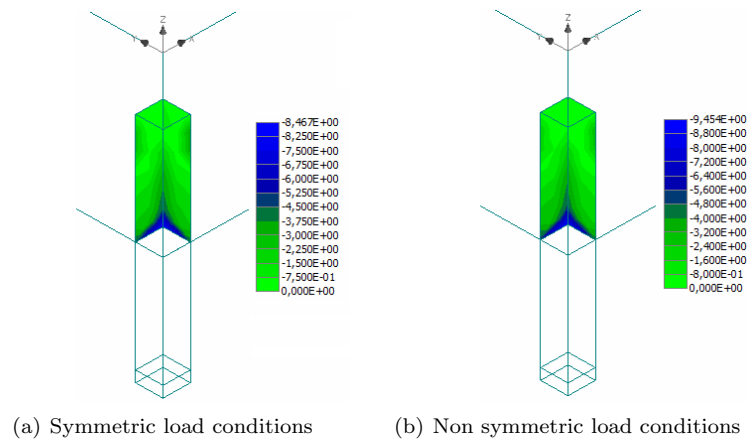 Z
Y
X
-8,467E+00
-8,250E+00
-7,500E+00
-6,750E+00
-6,000E+00
-5,250E+00
-4,500E+00
-3,750E+00
-3,000E+00
-2,250E+00
-1,500E+00
-7,500E-01
0,000E+00
(a) Symmetric load conditions
Z
Y
X
-9,454E+00
-8,800E+00
-8,000E+00
-7,200E+00
-6,400E+00
-5,600E+00
-4,800E+00
-4,000E+00
-3,200E+00
-2,400E+00
-1,600E+00
-8,000E-01
0,000E+00
(b) Non symmetric load conditions